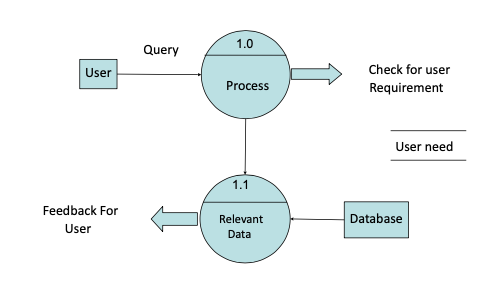 Query
1.0
User
Process
Check for user
Requirement
User need
1.1
Relevant
Data
Feedback For
User
Database